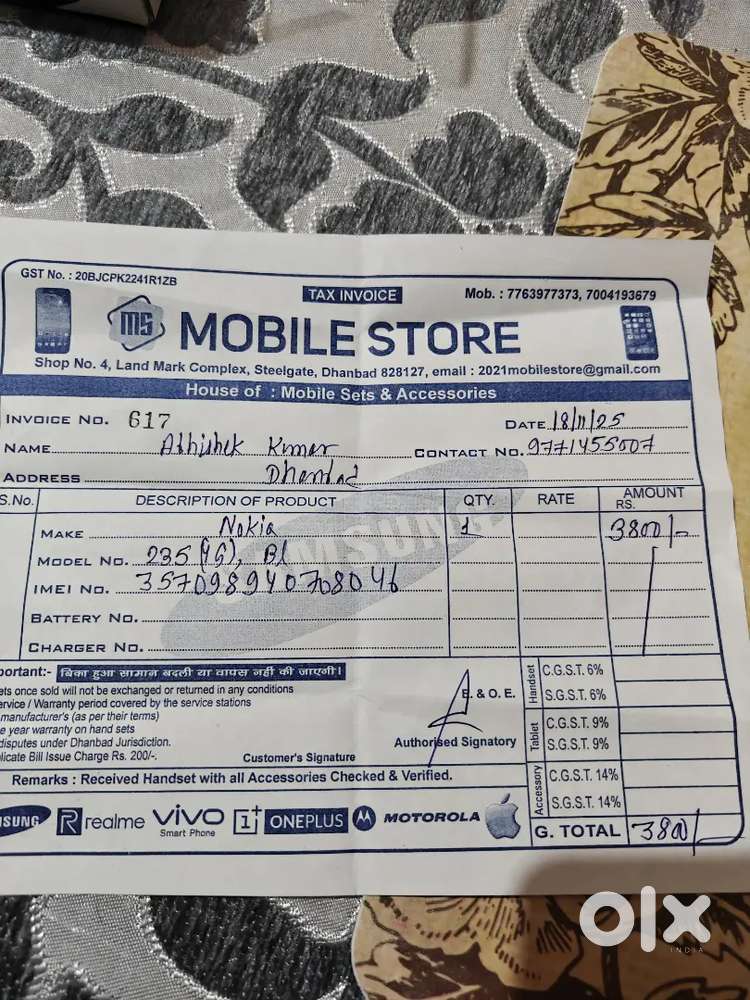 GST No. : 20BJCPK2241R1ZB
TAX INVOICE
Mob. : 7763977373, 7004193679
MS MOBILE STORE
Shop No. 4, Land Mark Complex, Steelgate, Dhanbad 828127, email : 2021mobilestore@gmail.com
House of : Mobile Sets & Accessories
INVOICE NO. 617
DATE 18/11/25
NAME Abhishek Kumar
CONTACT NO. 9771455007
ADDRESS Dhanbad
S.No. DESCRIPTION OF PRODUCT QTY. RATE AMOUNT RS.
MAKE Nokia 1 3800/-
MODEL NO. 235(4G), Bl
IMEI NO. 357098940708046
BATTERY NO.
CHARGER NO.
SAMSUNG
portant:- बिका हुआ सामान बदली या वापस नहीं की जाएगी।
ets once sold will not be exchanged or returned in any conditions
ervice / Warranty period covered by the service stations
manufacturer's (as per their terms)
e year warranty on hand sets
disputes under Dhanbad Jurisdiction.
licate Bill Issue Charge Rs. 200/-.
Customer's Signature
E. & O. E.
Authorised Signatory
Handset C.G.S.T. 6%
S.G.S.T. 6%
Tablet C.G.S.T. 9%
S.G.S.T. 9%
Accessory C.G.S.T. 14%
S.G.S.T. 14%
Remarks : Received Handset with all Accessories Checked & Verified.
MSUNG R realme vivo Smart Phone 1+ ONEPLUS MOTOROLA
G. TOTAL 3800/-
olx
INDIA